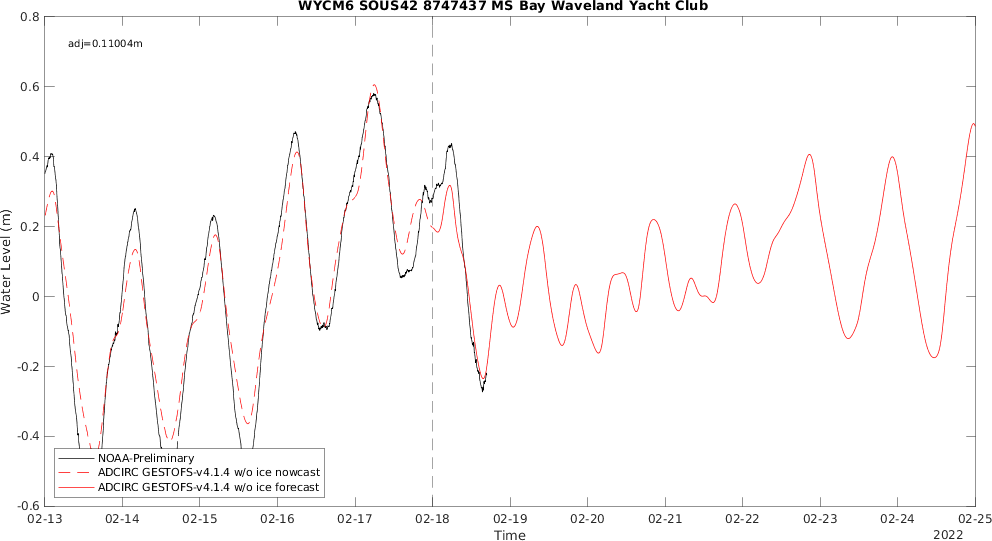 WYCM6 SOUS42 8747437 MS Bay Waveland Yacht Club
adj=0.11004m
0.8
0.6
0.4
0.2
0
-0.2
-0.4
-0.6
Water Level (m)
NOAA-Preliminary
ADCIRC GESTOFS-v4.1.4 w/o ice nowcast
ADCIRC GESTOFS-v4.1.4 w/o ice forecast
02-13 02-14 02-15 02-16 02-17 02-18 02-19 02-20 02-21 02-22 02-23 02-24 02-25
Time
2022